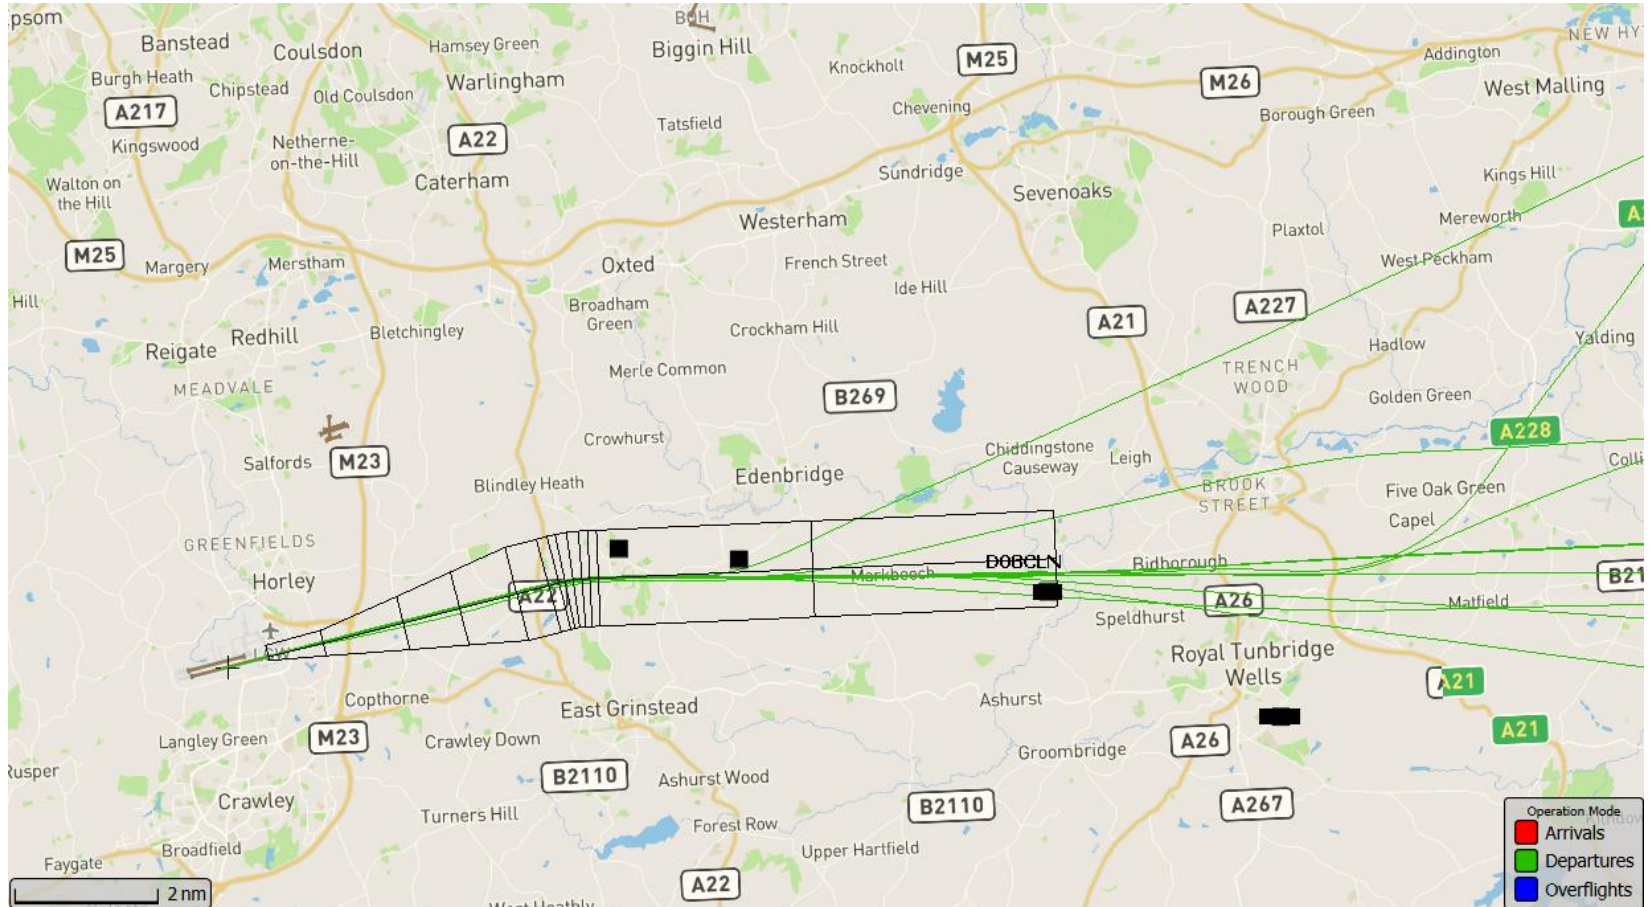 BQH
Banstead
Coulsdon
Hamsey Green
Biggin Hill
M25
Addington
Burgh Heath
Chipstead
Old Coulsdon
Warlingham
Knockholt
M26
West Malling
A217
Chevening
Borough Green
Kingswood
Netherne-
on-the-Hill
A22
Tatsfield
Walton on
the Hill
Caterham
Sundridge
Sevenoaks
Kings Hill
Westerham
Plaxtol
Mereworth
M25
Margery
Merstham
Oxted
French Street
West Peckham
Hill
Broadham
Green
Ide Hill
A227
Redhill
Bletchingley
Crockham Hill
A21
Yalding
Reigate
Hadlow
MEADVALE
Merle Common
B269
TRENCH
WOOD
Golden Green
Crowhurst
A228
Salfords
M23
Edenbridge
Chiddingstone
Causeway
Leigh
Blindley Heath
BROOK
STREET
Five Oak Green
Capel
GREENFIELDS
Horley
DOBCLN
Markbeech
Bidborough
A22
A26
Matfield
Speldhurst
LGW
Royal Tunbridge
Wells
A21
Copthorne
East Grinstead
Ashurst
A21
Langley Green
M23
Crawley Down
Groombridge
A26
Rusper
B2110
Ashurst Wood
Crawley
Turners Hill
B2110
A267
Forest Row
Broadfield
Upper Hartfield
Faygate
A22
2 nm
West Hoathly
Operation Mode
Arrivals
Departures
Overflights